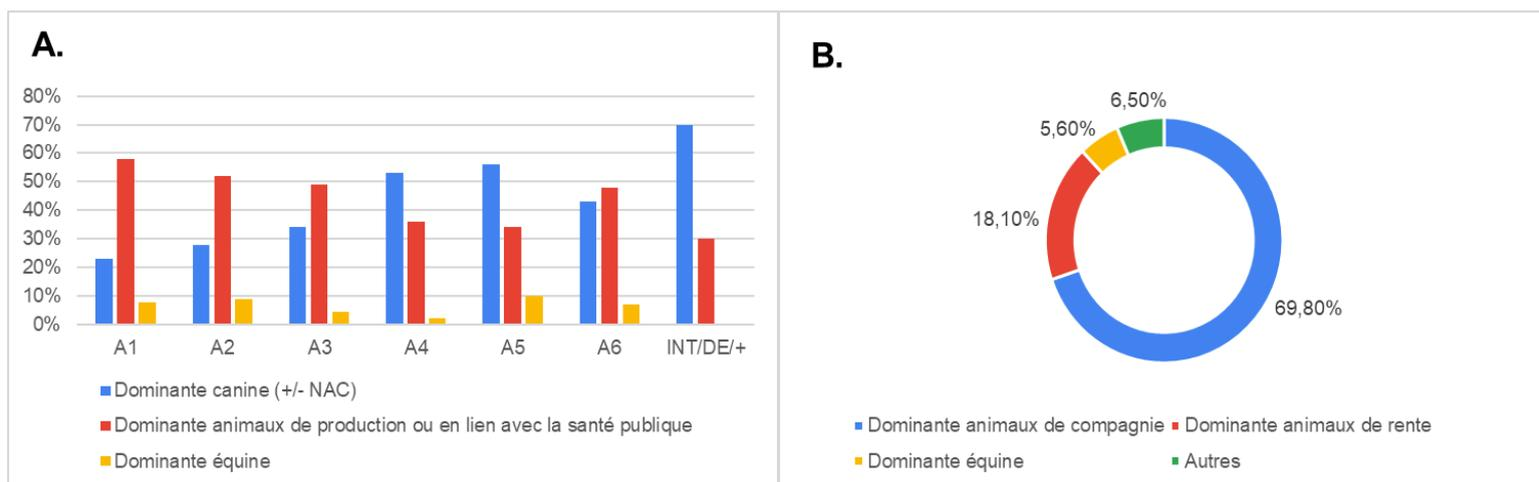 A.
80%
70%
60%
50%
40%
30%
20%
10%
0%
A1 A2 A3 A4 A5 A6 INT/DE/+
Dominante canine (+/- NAC)
Dominante animaux de production ou en lien avec la santé publique
Dominante équine
B.
6,50%
5,60%
18,10%
69,80%
Dominante animaux de compagnie Dominante animaux de rente
Dominante équine Autres